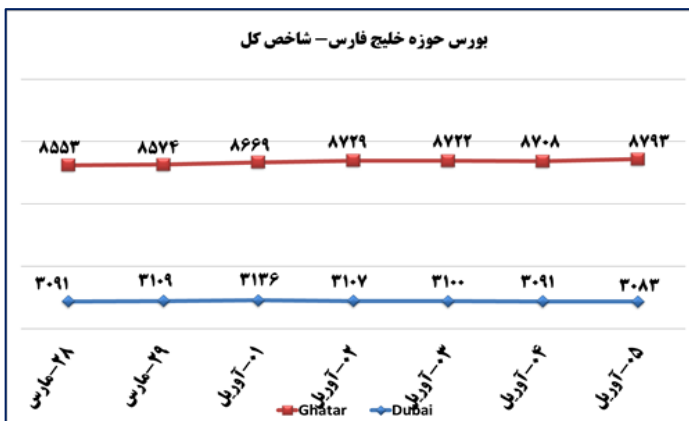 بورس حوزه خلیج فارس– شاخص کل
۸۵۵۳ ۸۵۷۴ ۸۶۶۹ ۸۷۲۹ ۸۷۲۲ ۸۷۰۸ ۸۷۹۳
۳۰۹۱ ۳۱۰۹ ۳۱۳۶ ۳۱۰۷ ۳۱۰۰ ۳۰۹۱ ۳۰۸۳
۲۸-مارس ۲۹-مارس ۰۱-آوریل ۰۲-آوریل ۰۳-آوریل ۰۴-آوریل ۰۵-آوریل
Ghatar Dubai